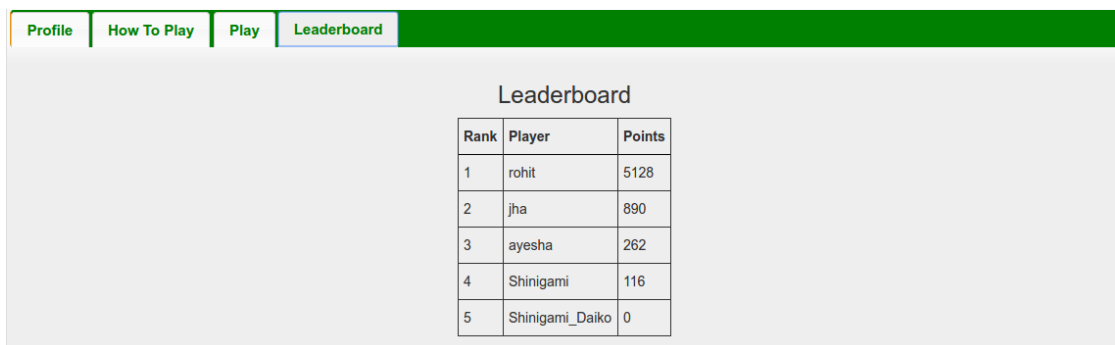 Profile How To Play Play Leaderboard
Leaderboard
Rank Player Points
1 rohit 5128
2 jha 890
3 ayesha 262
4 Shinigami 116
5 Shinigami_Daiko 0